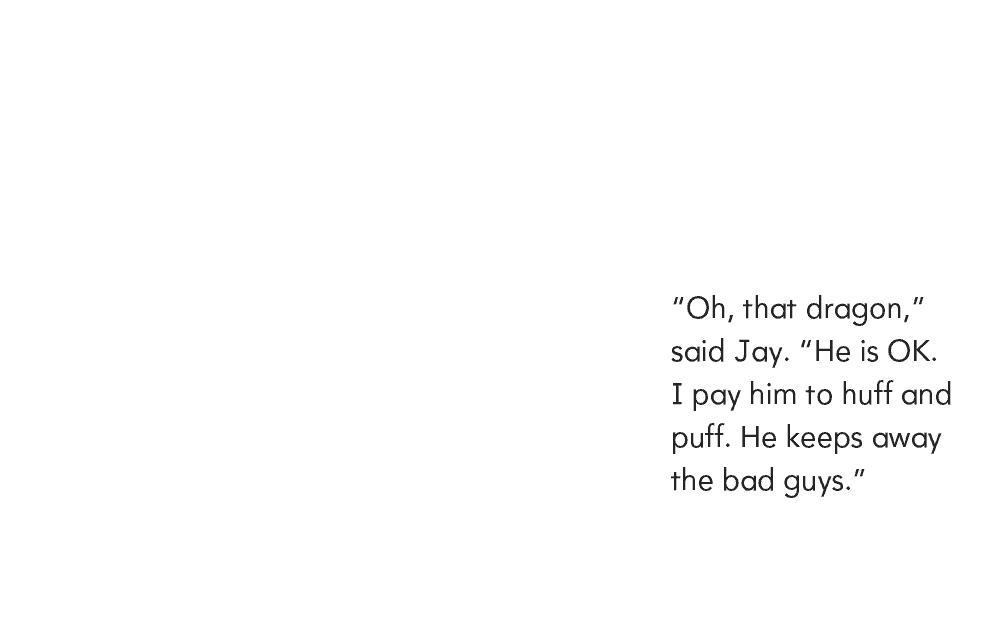 “Oh, that dragon,”
said Jay. “He is OK.
I pay him to huff and
puff. He keeps away
the bad guys.”